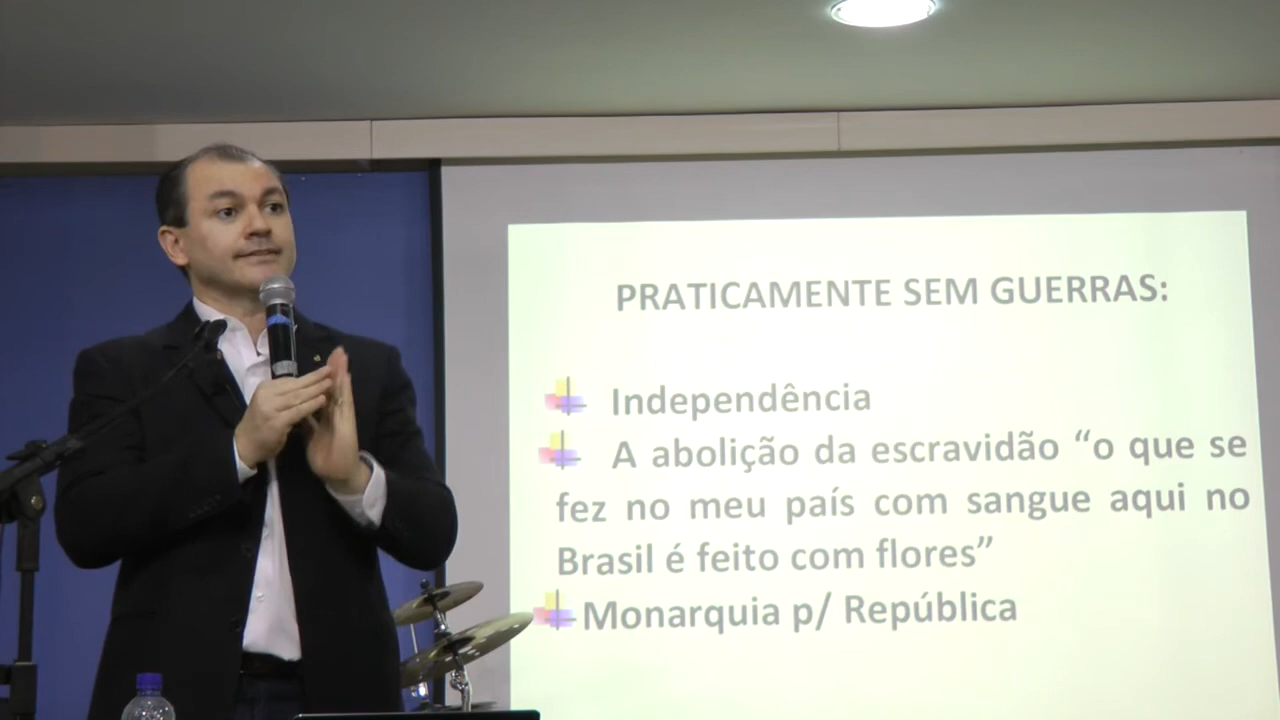 PRATICAMENTE SEM GUERRAS:
Independência
A abolição da escravidão “o que se
fez no meu país com sangue aqui no
Brasil é feito com flores”
Monarquia p/ República